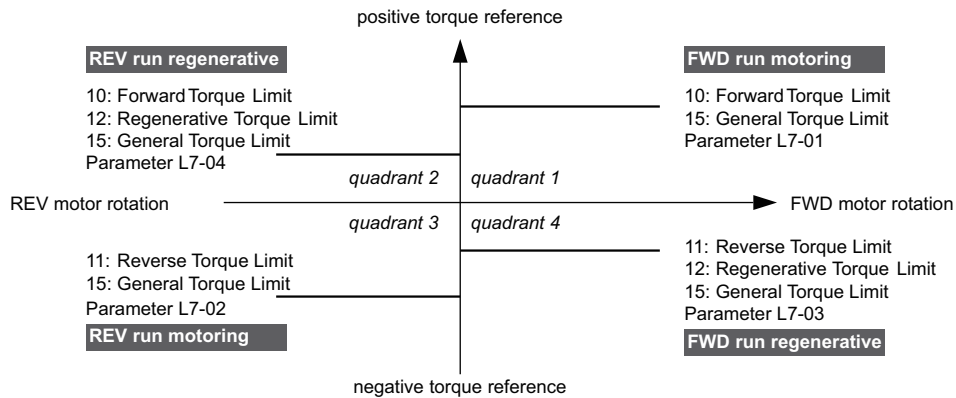 positive torque reference
REV run regenerative
10: Forward Torque Limit
12: Regenerative Torque Limit
15: General Torque Limit
Parameter L7-04
FWD run motoring
10: Forward Torque Limit
15: General Torque Limit
Parameter L7-01
quadrant 2
quadrant 1
REV motor rotation
FWD motor rotation
quadrant 3
quadrant 4
11: Reverse Torque Limit
15: General Torque Limit
Parameter L7-02
REV run motoring
11: Reverse Torque Limit
12: Regenerative Torque Limit
15: General Torque Limit
Parameter L7-03
FWD run regenerative
negative torque reference